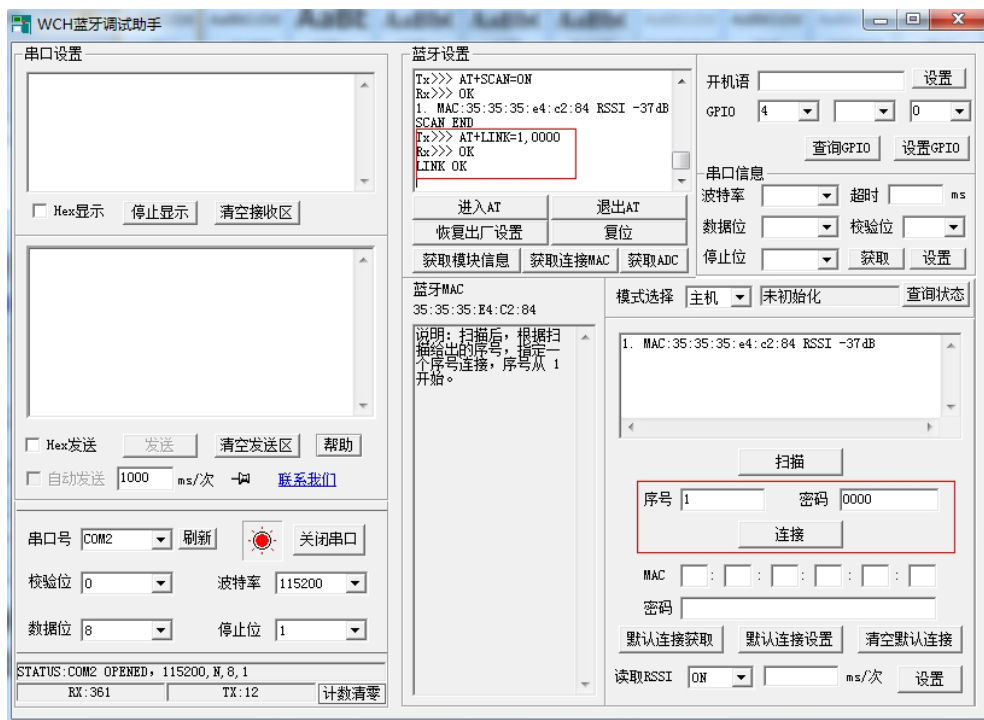 WCH蓝牙调试助手
串口设置
Hex显示 停止显示 清空接收区
Hex发送 发送 清空发送区 帮助
自动发送 1000 ms/次 联系我们
串口号 COM2 刷新 关闭串口
校验位 0 波特率 115200
数据位 8 停止位 1
STATUS:COM2 OPENED，115200,N,8,1
RX:361 TX:12 计数清零
蓝牙设置
Tx>>> AT+SCAN=ON
Rx>>> OK
1. MAC:35:35:35:e4:c2:84 RSSI -37dB
SCAN END
Tx>>> AT+LINK=1,0000
Rx>>> OK
LINK OK
进入AT 退出AT
恢复出厂设置 复位
获取模块信息 获取连接MAC 获取ADC
开机语 设置
GPIO 4 0
查询GPIO 设置GPIO
串口信息
波特率 超时 ms
数据位 校验位
停止位 获取 设置
蓝牙MAC
35:35:35:E4:C2:84
说明：扫描后，根据扫
描给出的序号，指定一
个序号连接，序号从 1
开始。
模式选择 主机 未初始化 查询状态
1. MAC:35:35:35:e4:c2:84 RSSI -37dB
扫描
序号 1 密码 0000
连接
MAC : : : : :
密码
默认连接获取 默认连接设置 清空默认连接
读取RSSI ON ms/次 设置